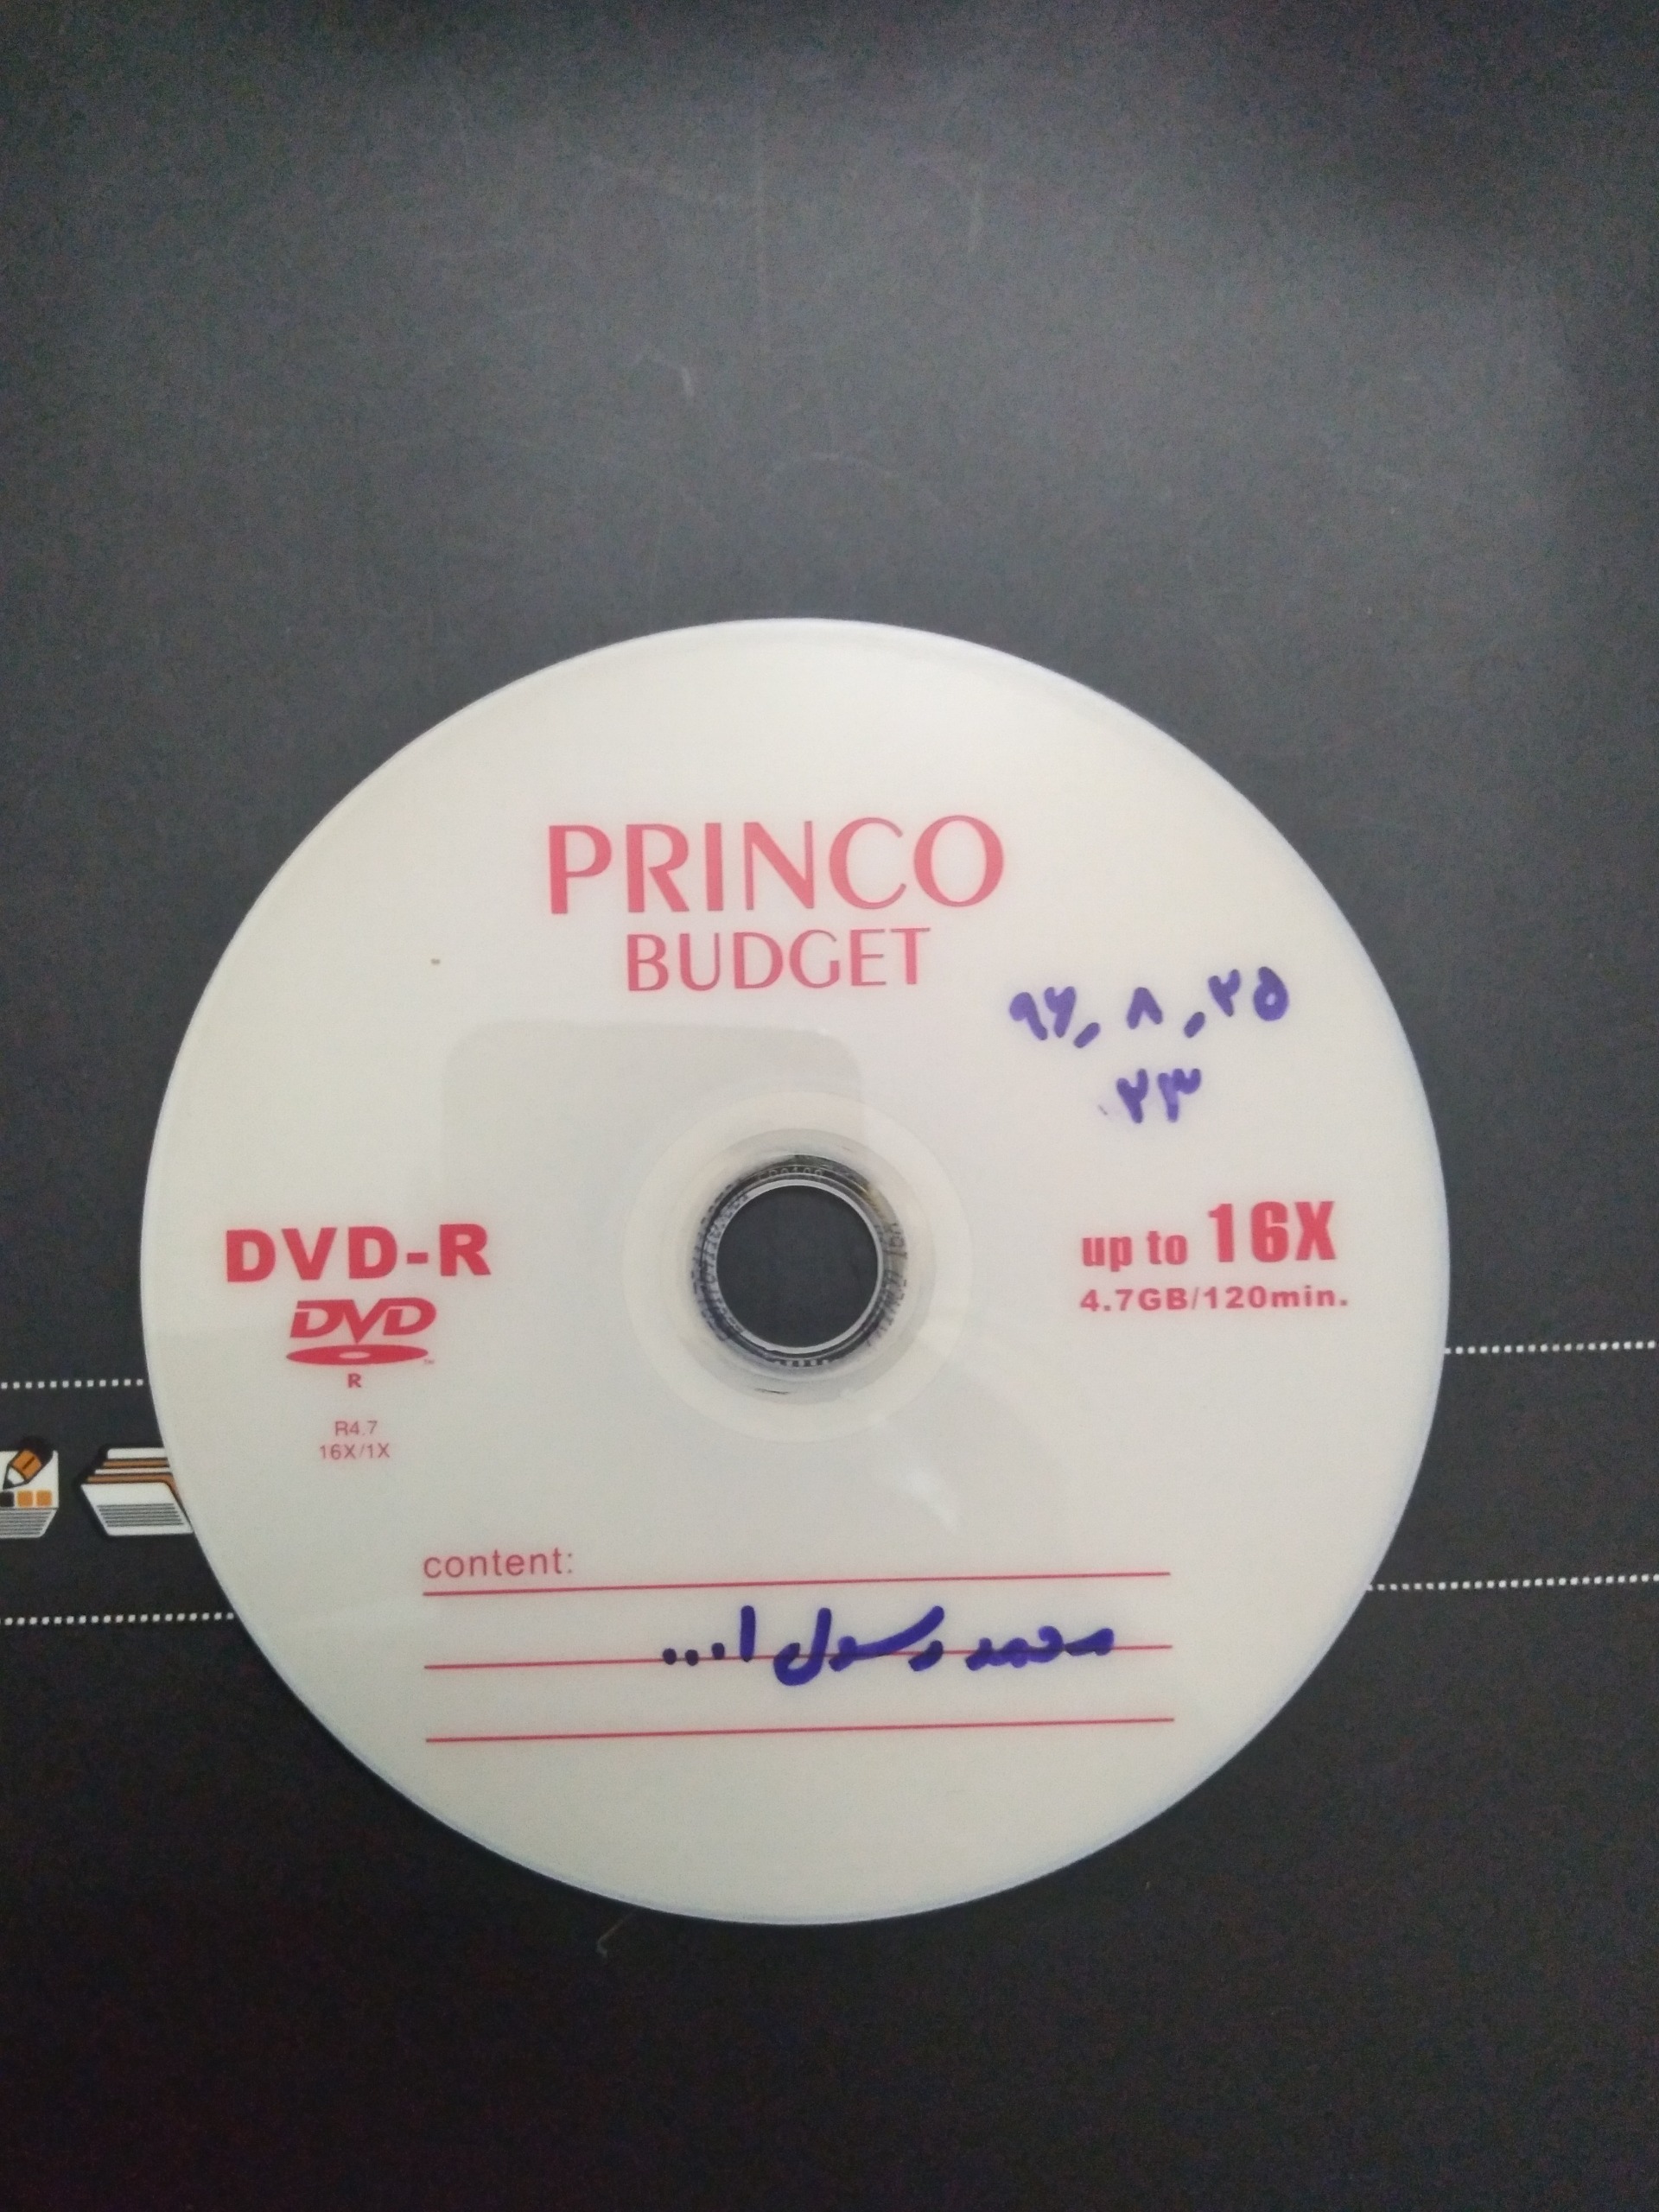 PRINCO
BUDGET
۹۶٫ ۸ ٫۲۵
۲۳
DVD-R
DVD
R
R4.7
16X/1X
up to 16X
4.7GB/120min.
content:
محمد رسول ا...